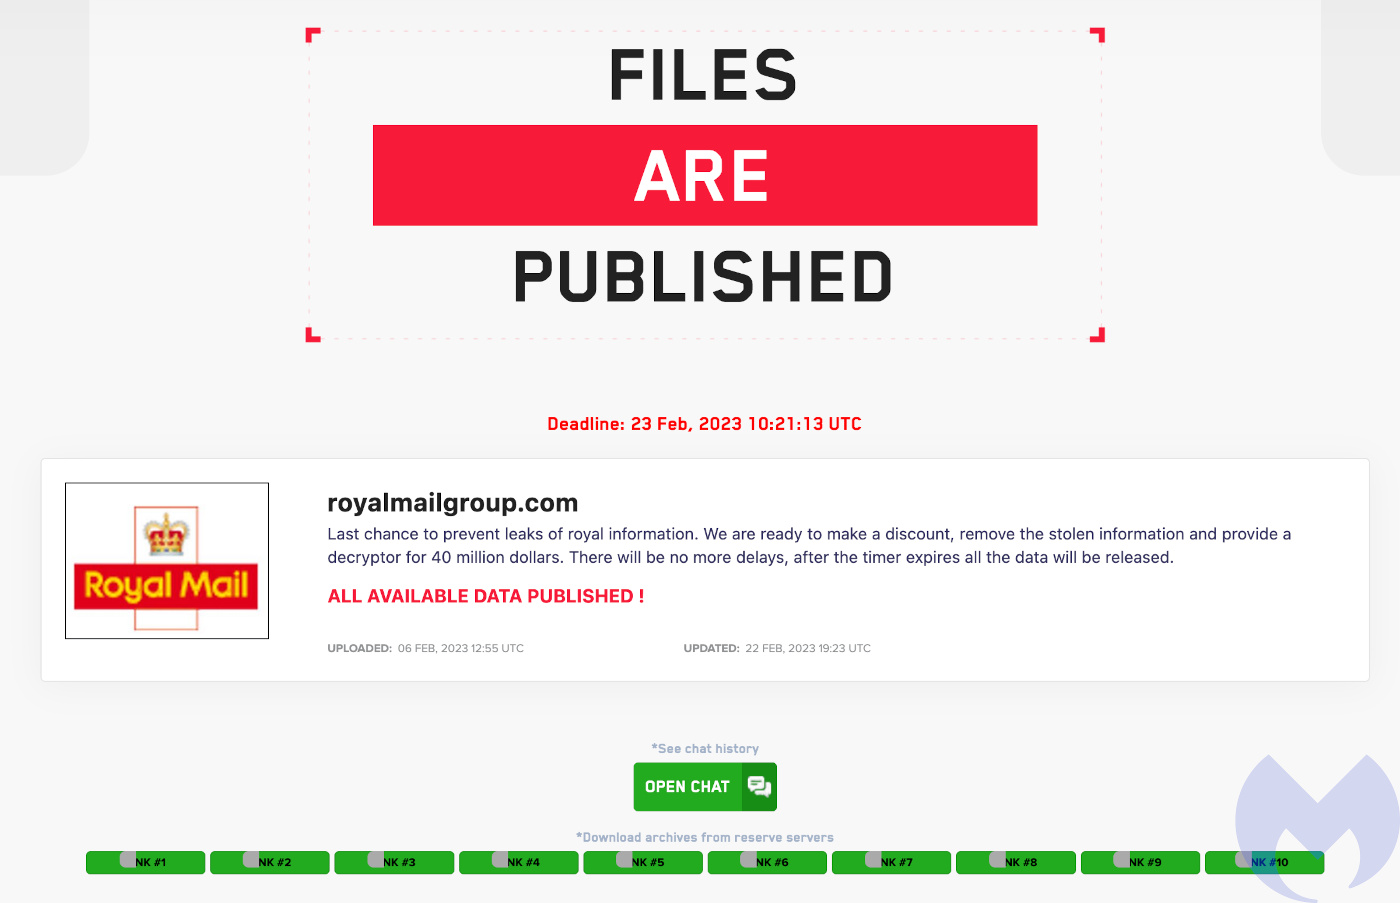 FILES
ARE
PUBLISHED
Deadline: 23 Feb, 2023 10:21:13 UTC
Royal Mail
royalmailgroup.com
Last chance to prevent leaks of royal information. We are ready to make a discount, remove the stolen information and provide a
decryptor for 40 million dollars. There will be no more delays, after the timer expires all the data will be released.
ALL AVAILABLE DATA PUBLISHED !
UPLOADED: 06 FEB, 2023 12:55 UTC UPDATED: 22 FEB, 2023 19:23 UTC
*See chat history
OPEN CHAT
*Download archives from reserve servers
NK #1 NK #2 NK #3 NK #4 NK #5 NK #6 NK #7 NK #8 NK #9 NK #10